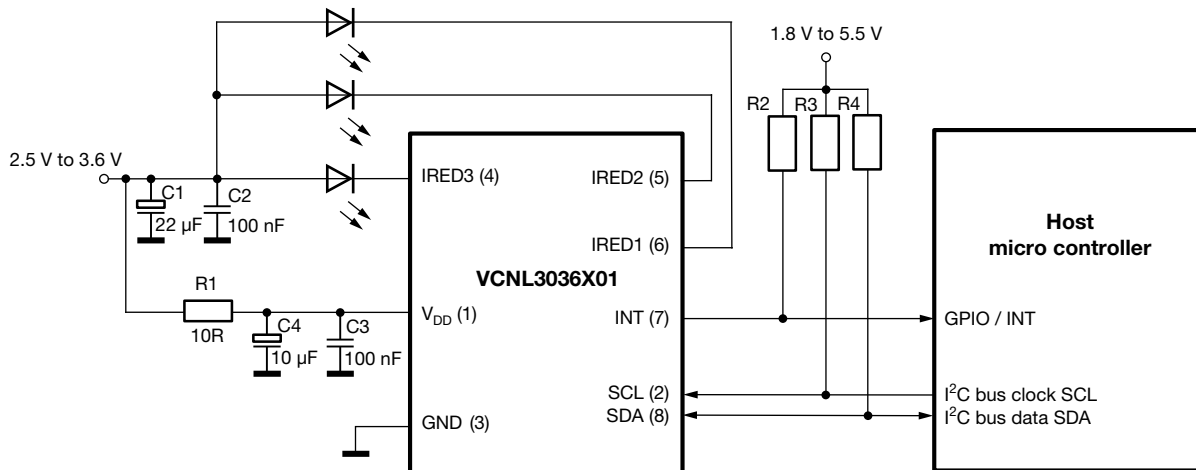 1.8 V to 5.5 V
R2
R3
R4
2.5 V to 3.6 V
C1
22 µF
C2
100 nF
IRED3 (4)
IRED2 (5)
IRED1 (6)
Host
micro controller
VCNL3036X01
R1
10R
C4
10 µF
C3
100 nF
V_DD (1)
INT (7)
GPIO / INT
SCL (2)
SDA (8)
I²C bus clock SCL
I²C bus data SDA
GND (3)